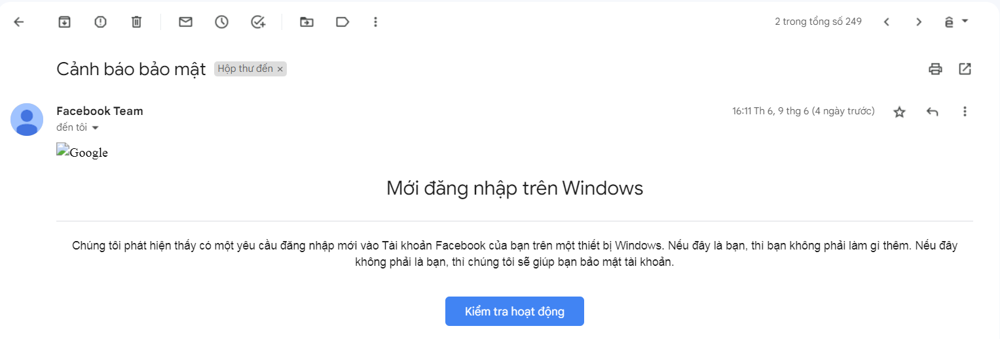 2 trong tổng số 249
ê
Cảnh báo bảo mật Hộp thư đến ×
Facebook Team 16:11 Th 6, 9 thg 6 (4 ngày trước)
đến tôi
Google
Mới đăng nhập trên Windows
Chúng tôi phát hiện thấy có một yêu cầu đăng nhập mới vào Tài khoản Facebook của bạn trên một thiết bị Windows. Nếu đây là bạn, thì bạn không phải làm gì thêm. Nếu đây
không phải là bạn, thì chúng tôi sẽ giúp bạn bảo mật tài khoản.
Kiểm tra hoạt động